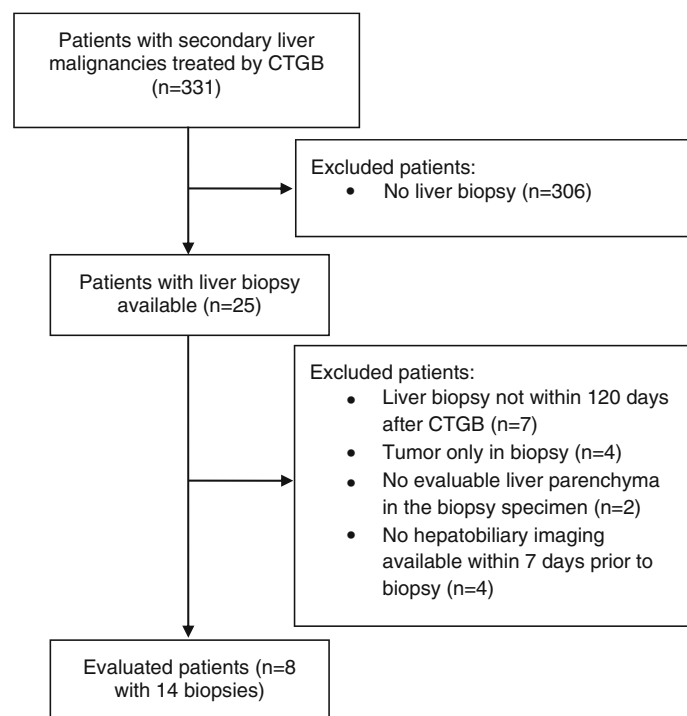 Patients with secondary liver
malignancies treated by CTGB
(n=331)
Excluded patients:
• No liver biopsy (n=306)
Patients with liver biopsy
available (n=25)
Excluded patients:
• Liver biopsy not within 120 days
after CTGB (n=7)
• Tumor only in biopsy (n=4)
• No evaluable liver parenchyma
in the biopsy specimen (n=2)
• No hepatobiliary imaging
available within 7 days prior to
biopsy (n=4)
Evaluated patients (n=8
with 14 biopsies)